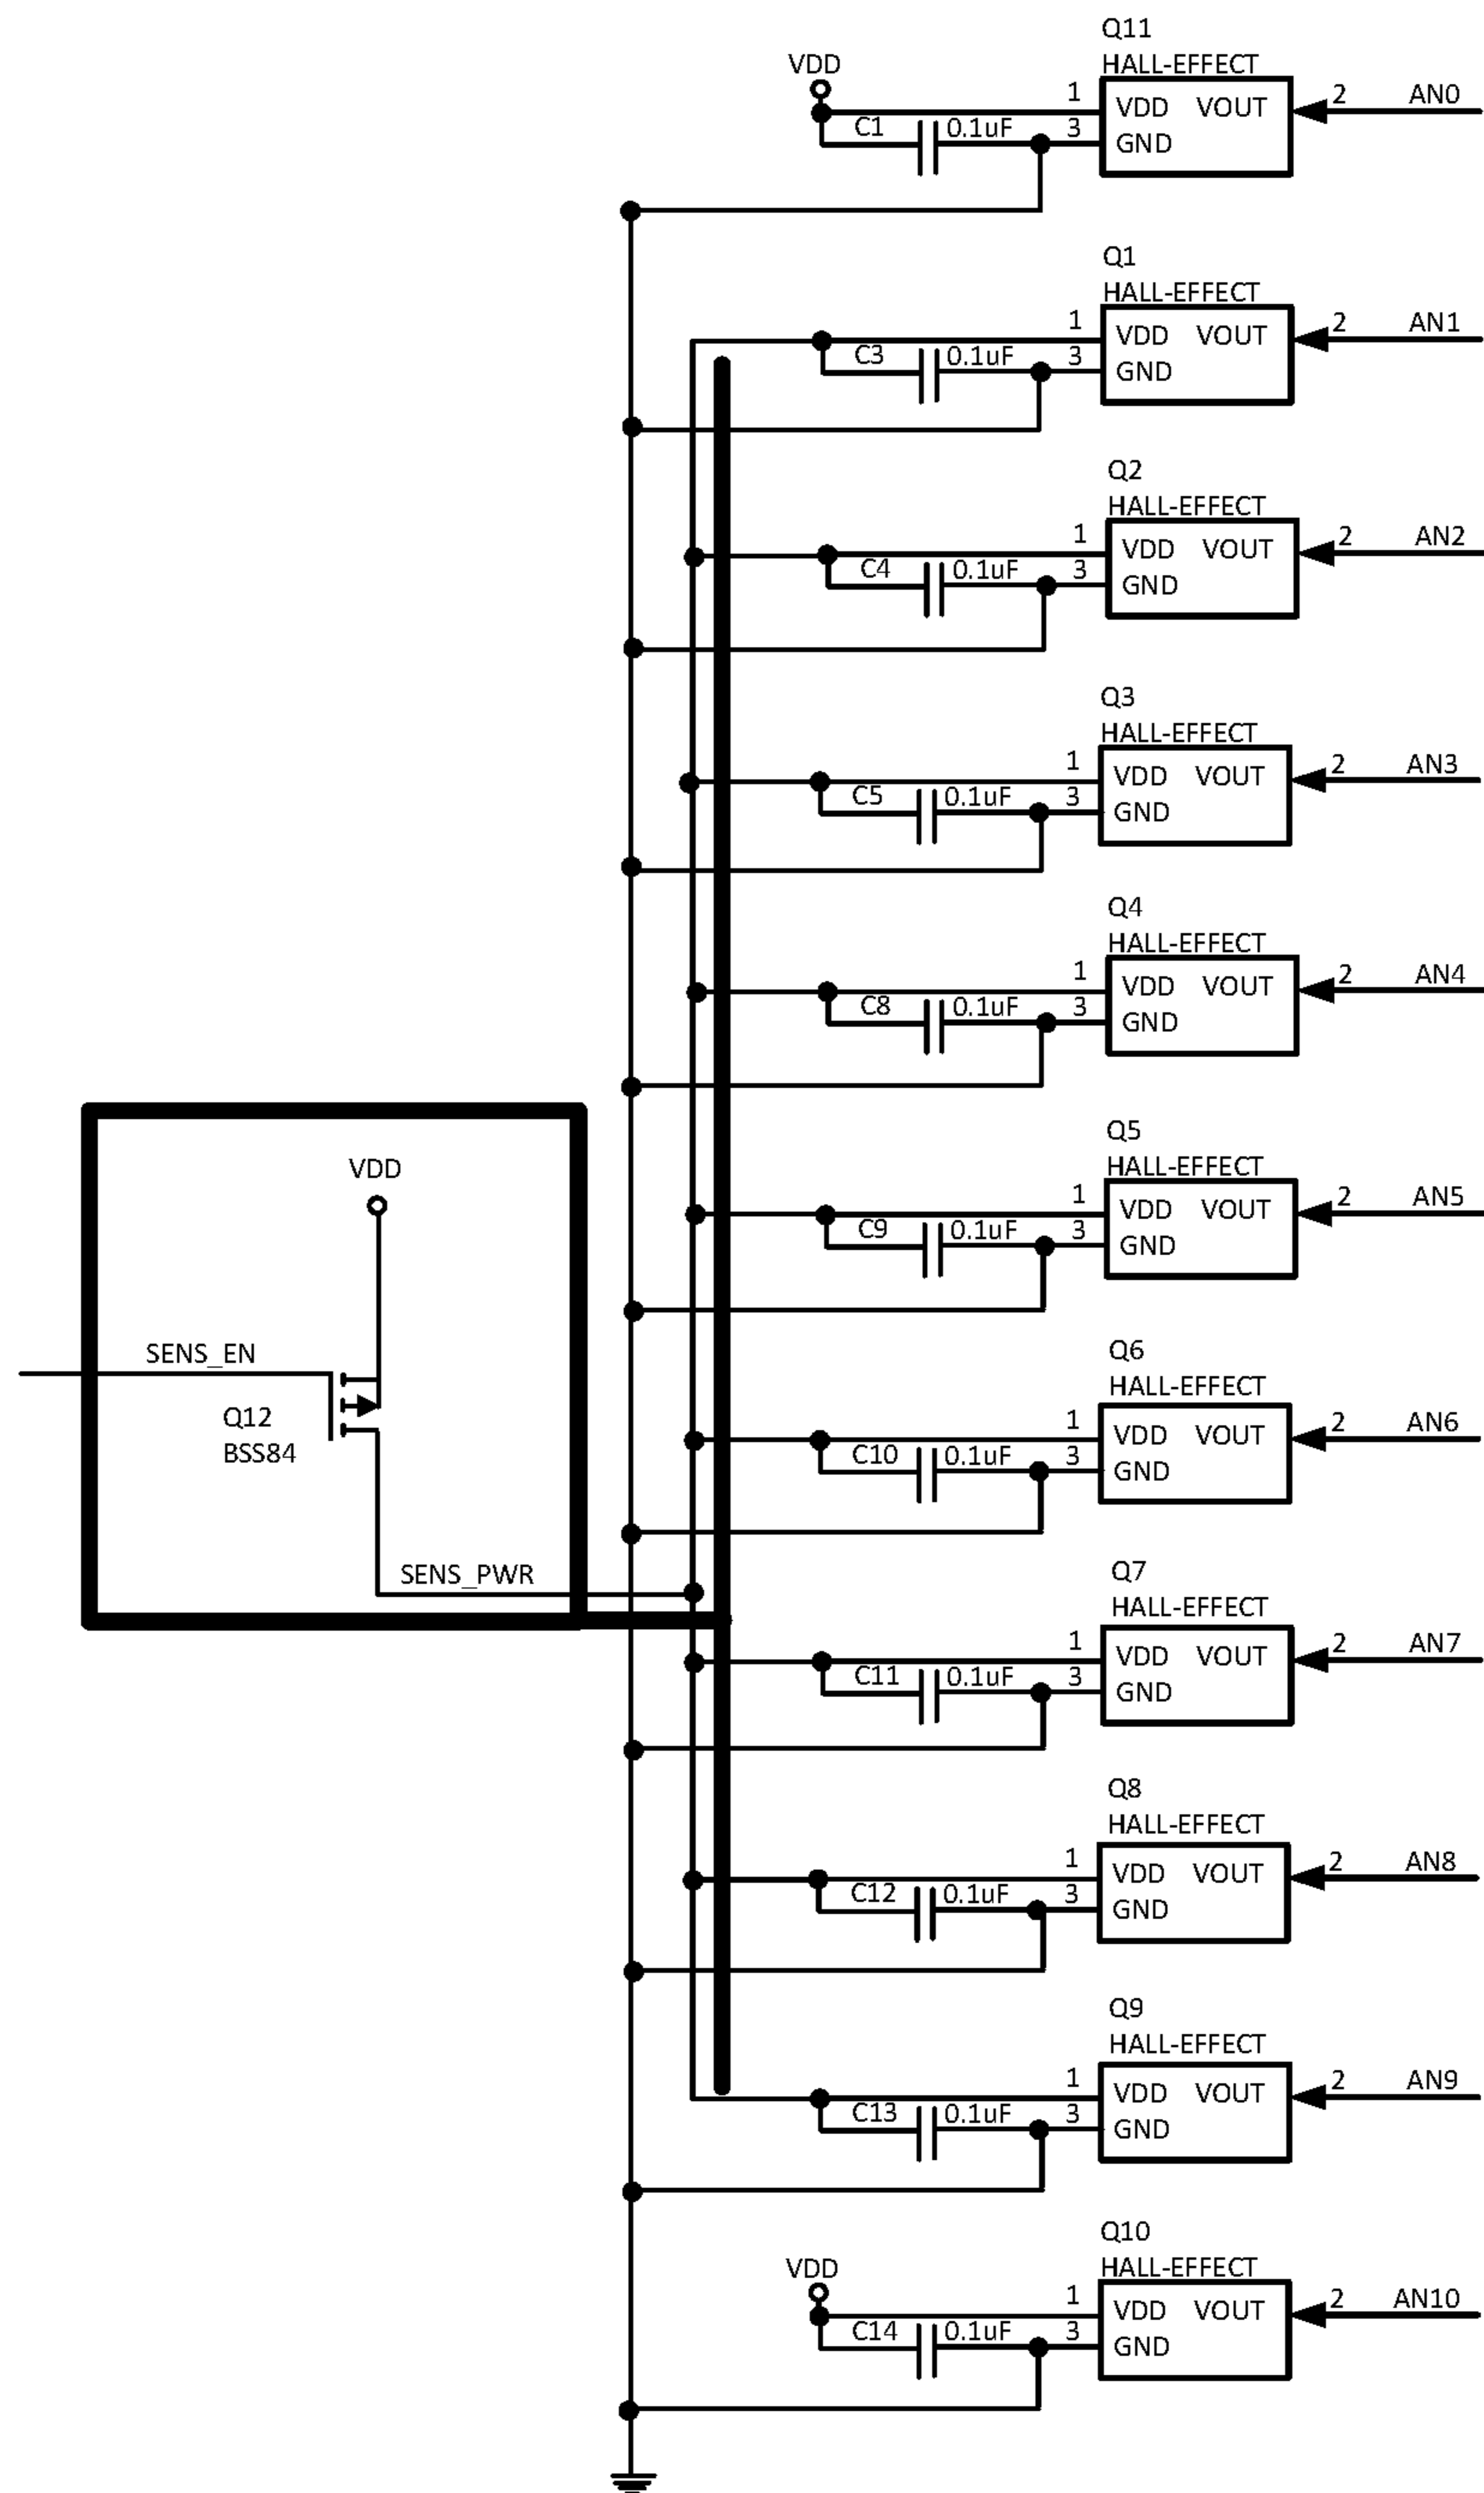 Q11
HALL-EFFECT
VDD
1 VDD VOUT 2 AN0
C1 0.1uF 3 GND
Q1
HALL-EFFECT
1 VDD VOUT 2 AN1
C3 0.1uF 3 GND
Q2
HALL-EFFECT
1 VDD VOUT 2 AN2
C4 0.1uF 3 GND
Q3
HALL-EFFECT
1 VDD VOUT 2 AN3
C5 0.1uF 3 GND
Q4
HALL-EFFECT
1 VDD VOUT 2 AN4
C8 0.1uF 3 GND
Q5
HALL-EFFECT
VDD
1 VDD VOUT 2 AN5
C9 0.1uF 3 GND
Q6
SENS_EN
HALL-EFFECT
Q12
1 VDD VOUT 2 AN6
BSS84
C10 0.1uF 3 GND
Q7
SENS_PWR
HALL-EFFECT
1 VDD VOUT 2 AN7
C11 0.1uF 3 GND
Q8
HALL-EFFECT
1 VDD VOUT 2 AN8
C12 0.1uF 3 GND
Q9
HALL-EFFECT
1 VDD VOUT 2 AN9
C13 0.1uF 3 GND
Q10
HALL-EFFECT
VDD
1 VDD VOUT 2 AN10
C14 0.1uF 3 GND